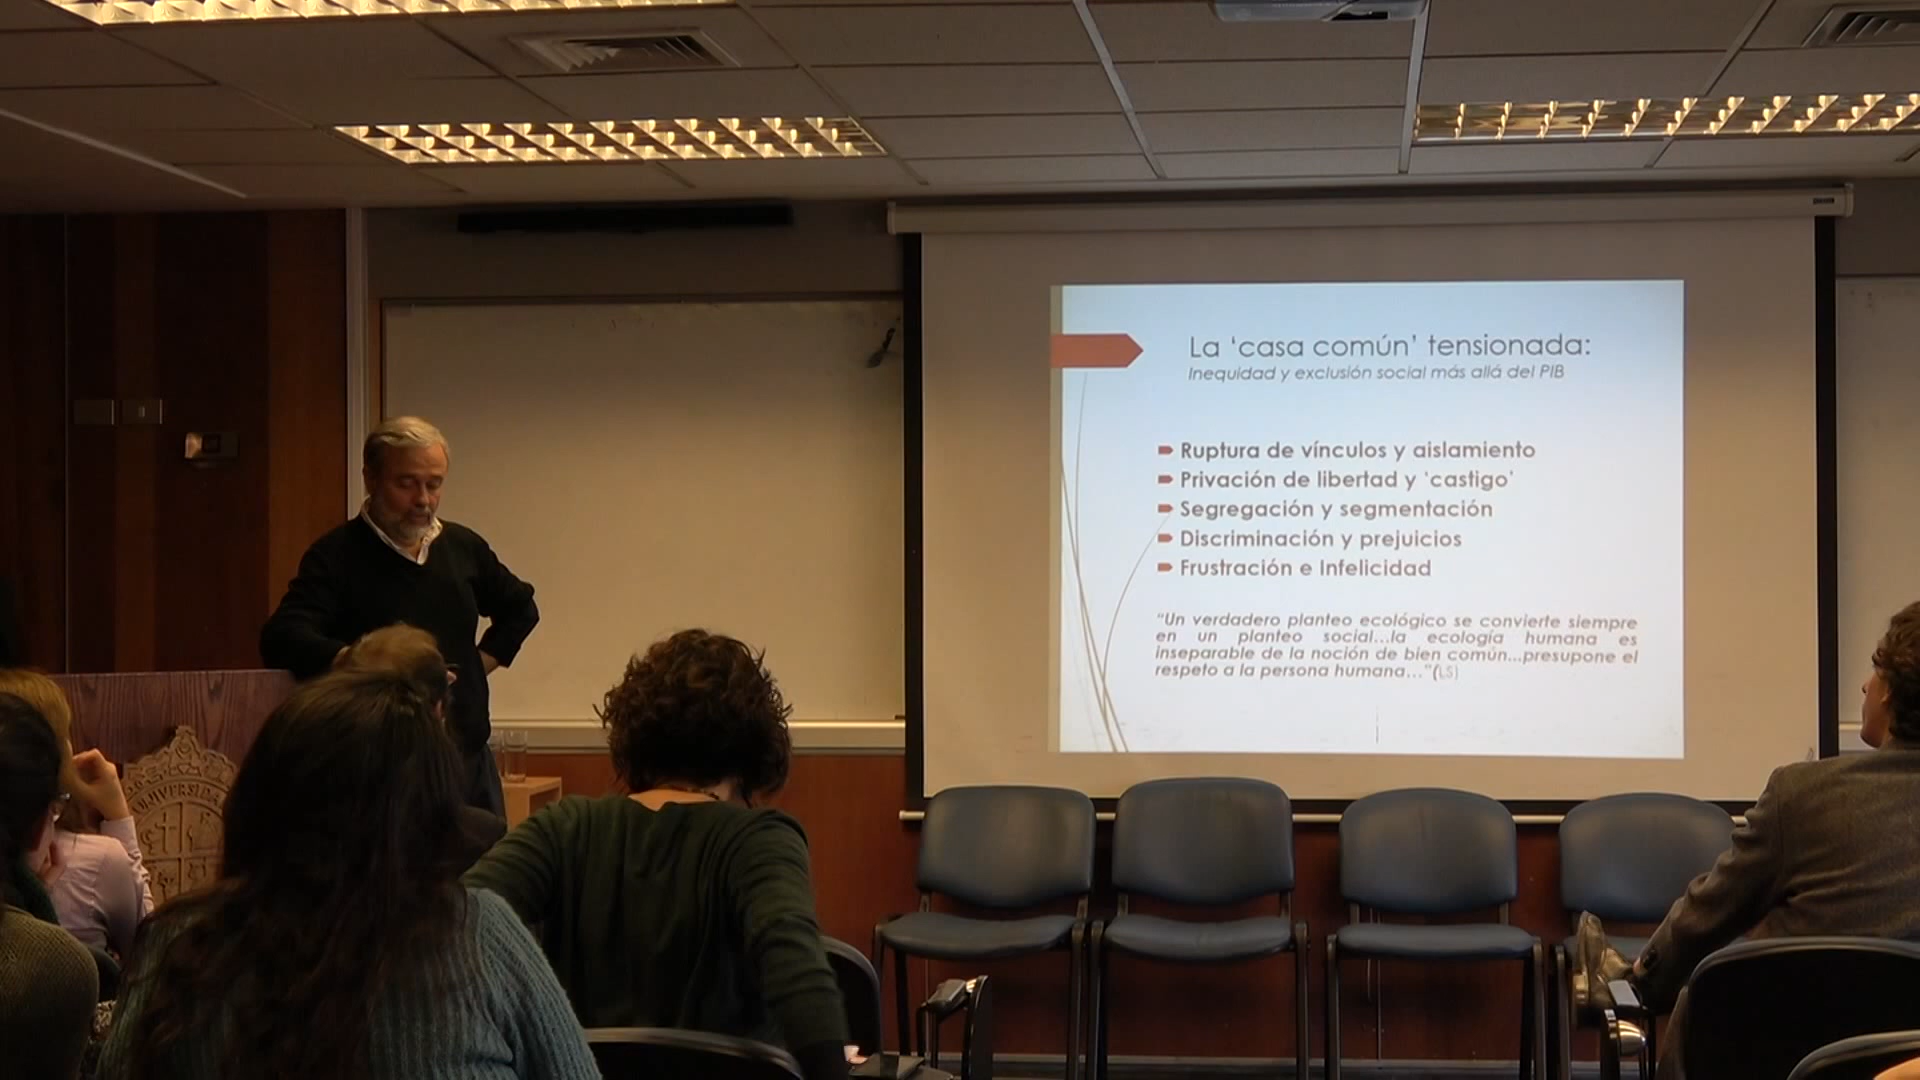 La ‘casa común’ tensionada:
Inequidad y exclusión social más allá del PIB
Ruptura de vínculos y aislamiento
Privación de libertad y ‘castigo’
Segregación y segmentación
Discriminación y prejuicios
Frustración e Infelicidad
“Un verdadero planteo ecológico se convierte siempre
en un planteo social...la ecología humana es
inseparable de la noción de bien común...presupone el
respeto a la persona humana...”(LS)
UNIVERSIDA